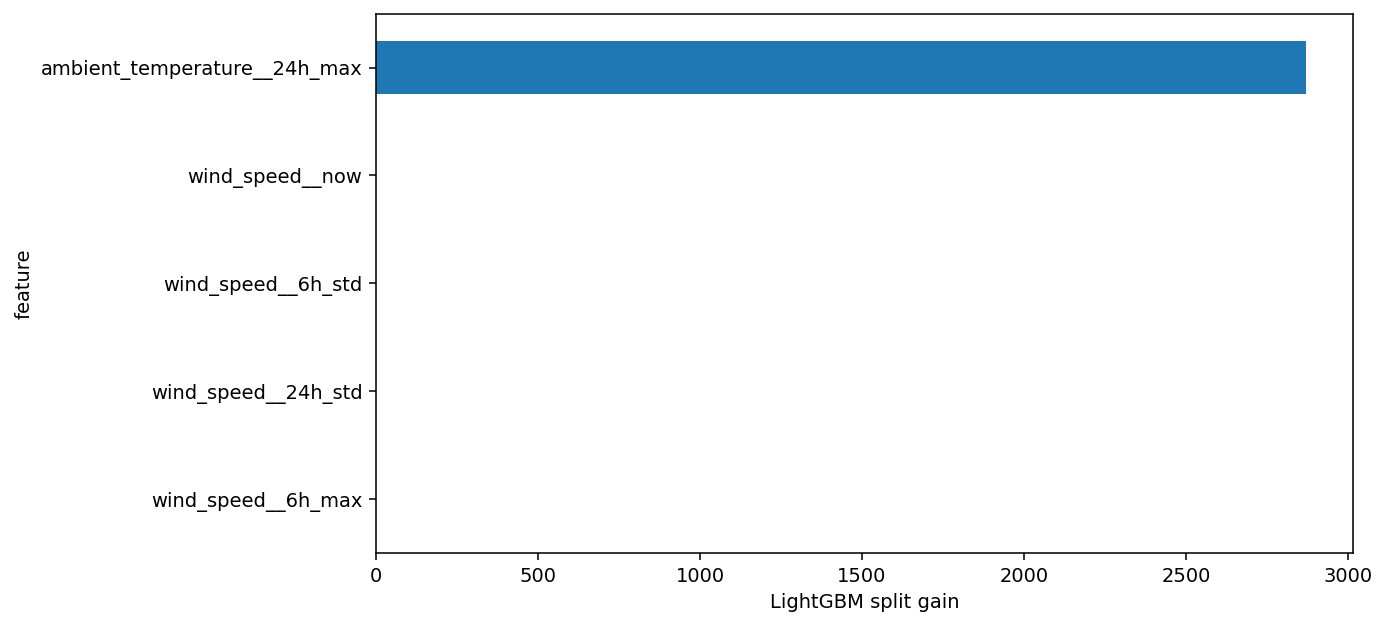 ambient_temperature__24h_max
wind_speed__now
wind_speed__6h_std
wind_speed__24h_std
wind_speed__6h_max
feature
0 500 1000 1500 2000 2500 3000
LightGBM split gain